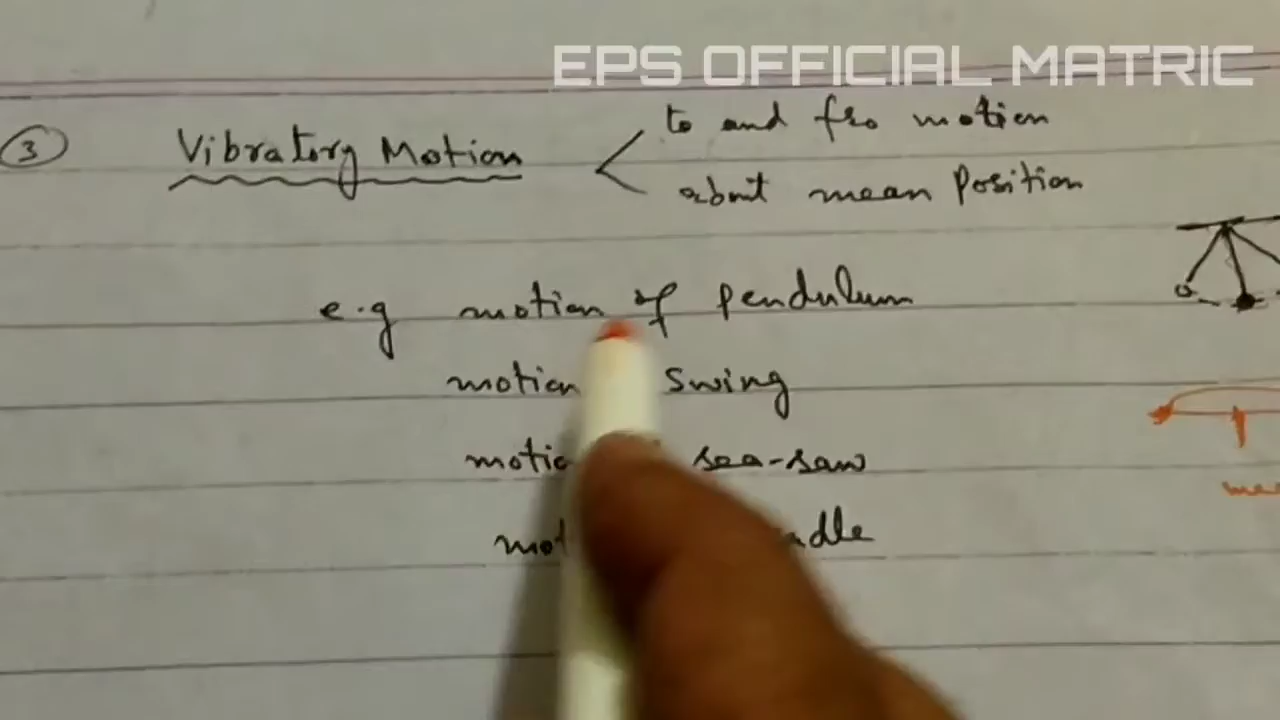 EPS OFFICIAL MATRIC
3 Vibratory Motion
to and fro motion
about mean Position
e.g motion of pendulum
motion swing
sea-saw